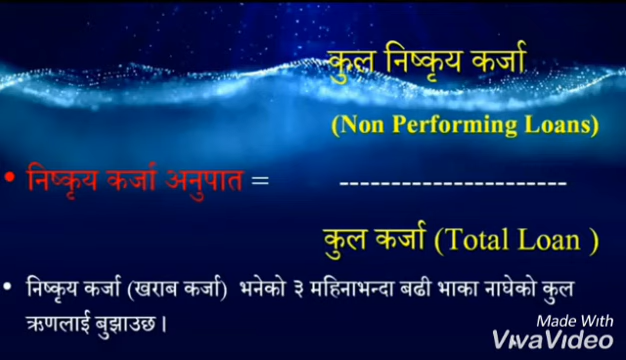 कुल निष्कृय कर्जा
(Non Performing Loans)
• निष्कृय कर्जा अनुपात = ----------------------
कुल कर्जा (Total Loan )
• निष्कृय कर्जा (खराब कर्जा) भनेको ३ महिनाभन्दा बढी भाका नाघेको कुल
ऋणलाई बुझाउछ ।
Made With
VivaVideo